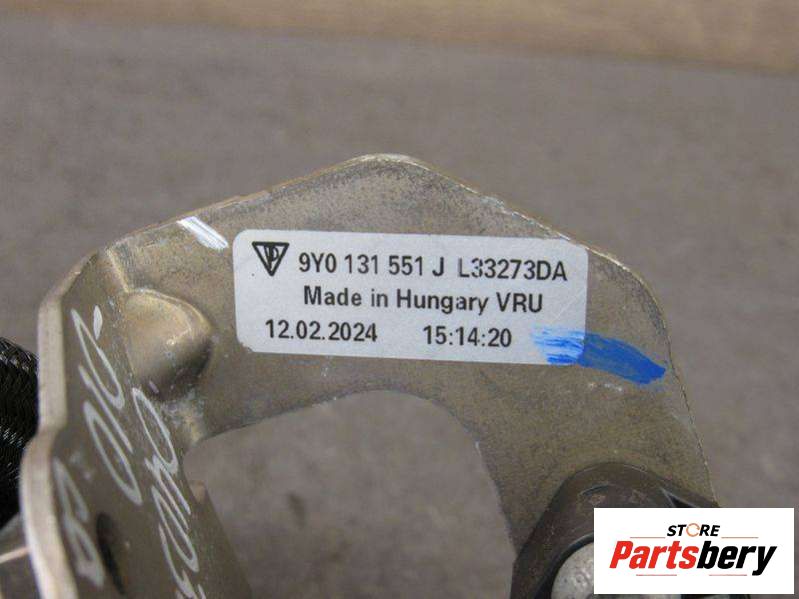 9Y0 131 551 J L33273DA
Made in Hungary VRU
12.02.2024 15:14:20
STORE
Partsbery